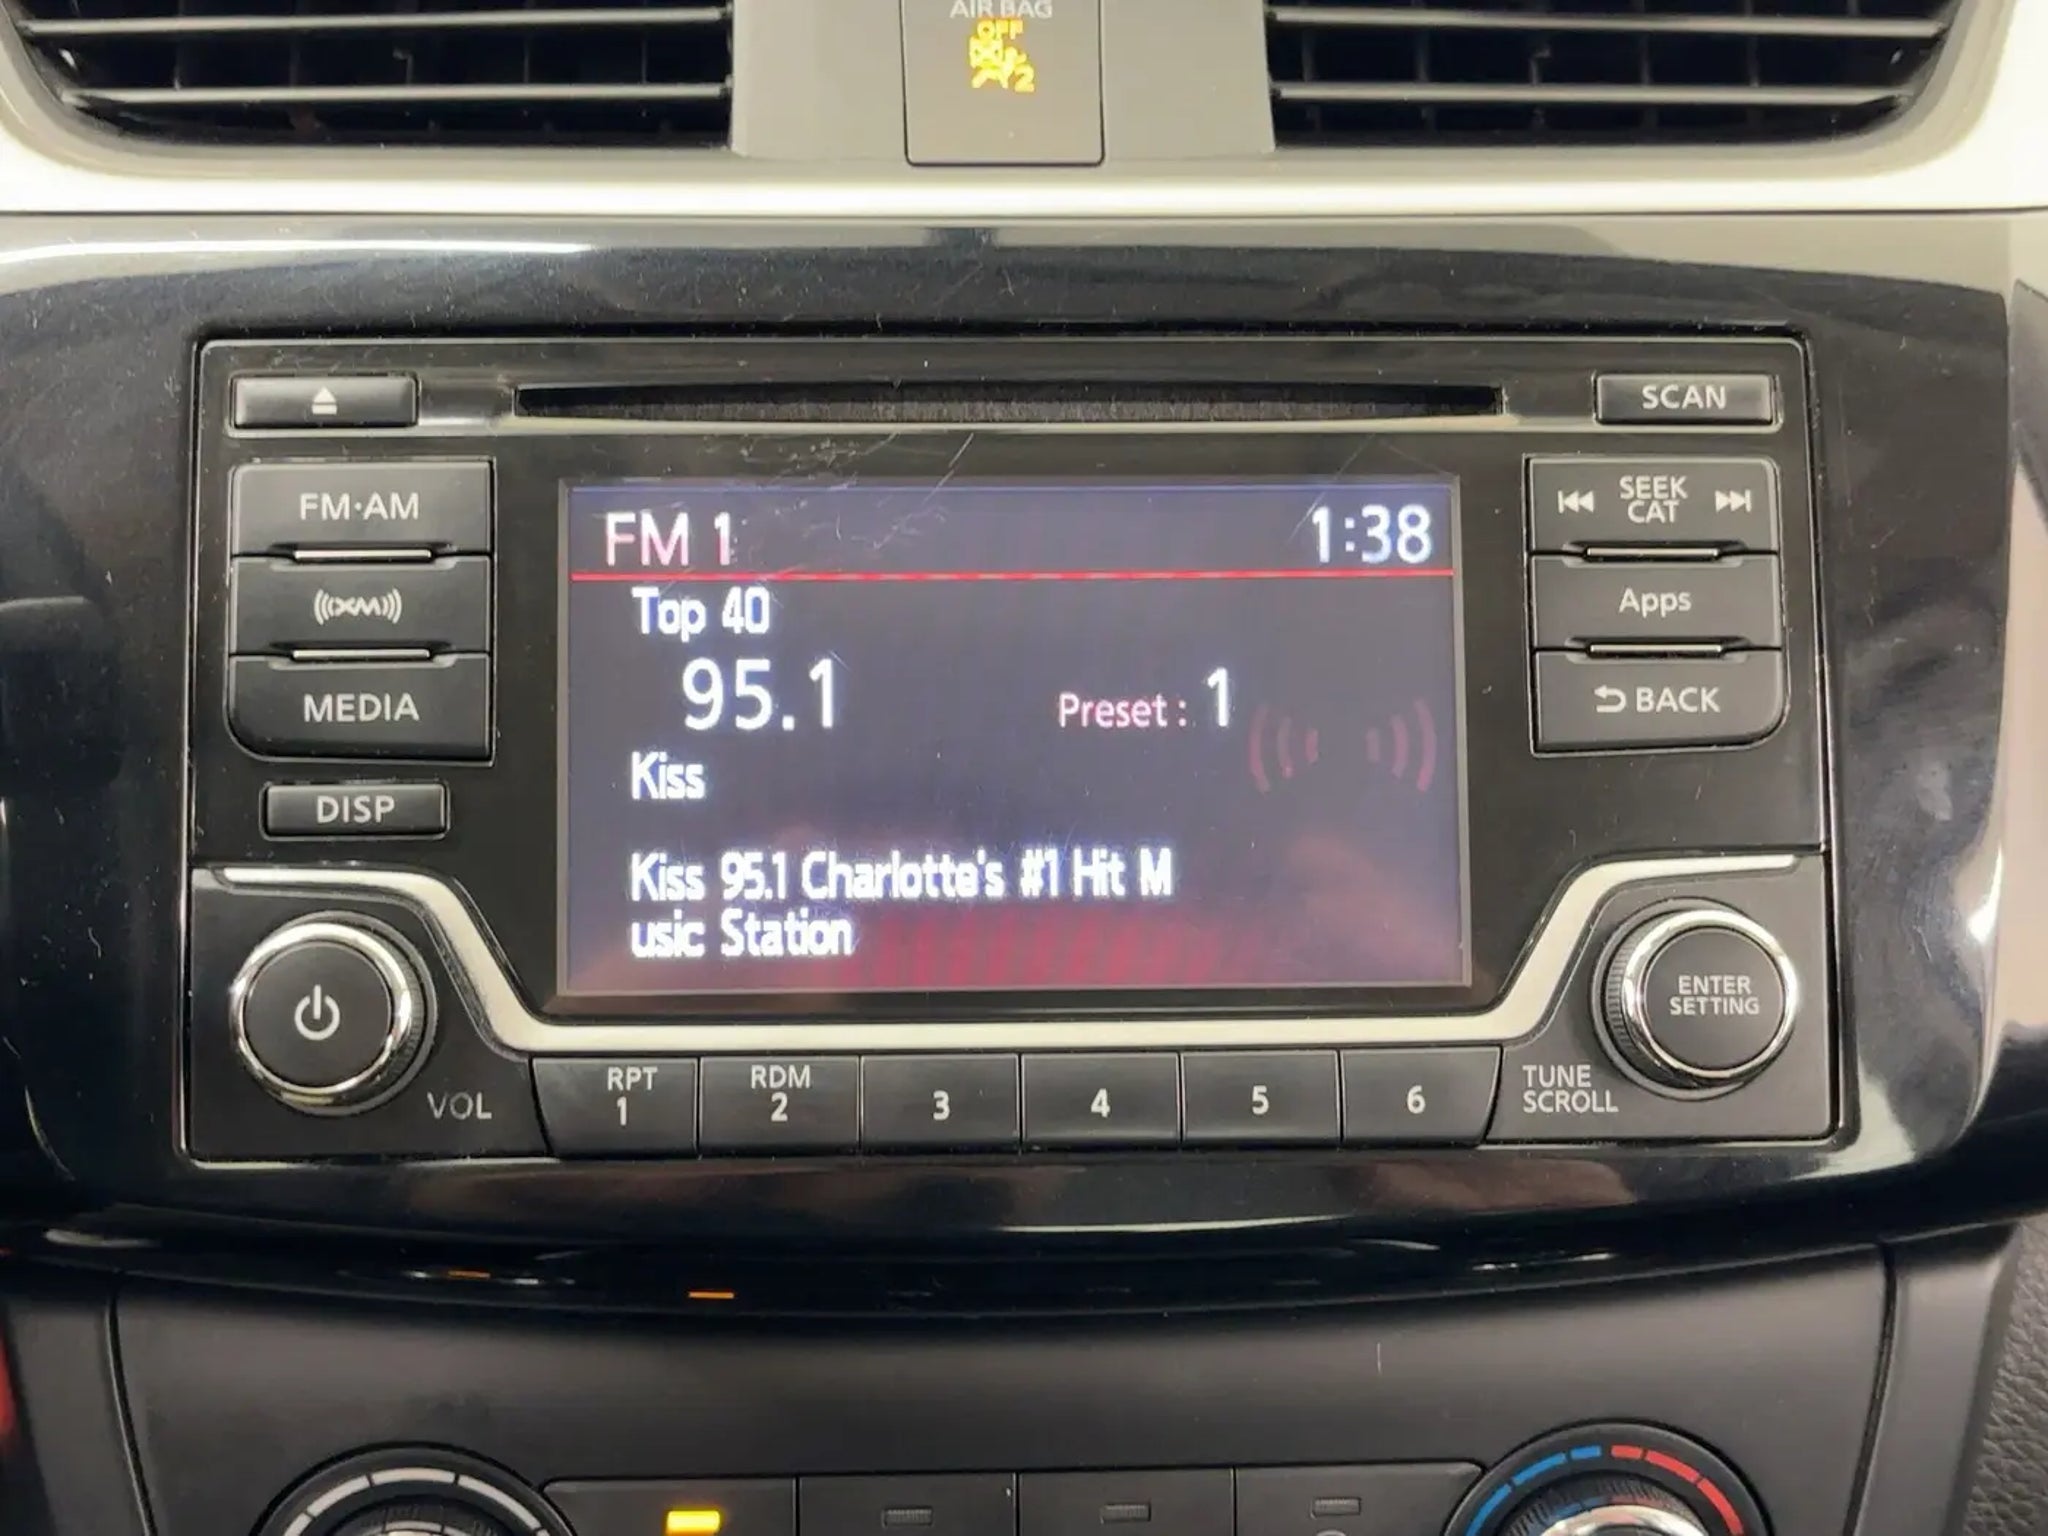 AIR BAG
OFF
2
SCAN
FM·AM
SEEK
CAT
XM
Apps
MEDIA
BACK
DISP
FM 1 1:38
Top 40
95.1 Preset : 1
Kiss
Kiss 95.1 Charlotte's #1 Hit M
usic Station
ENTER
SETTING
VOL
RPT
1
RDM
2
3
4
5
6
TUNE
SCROLL